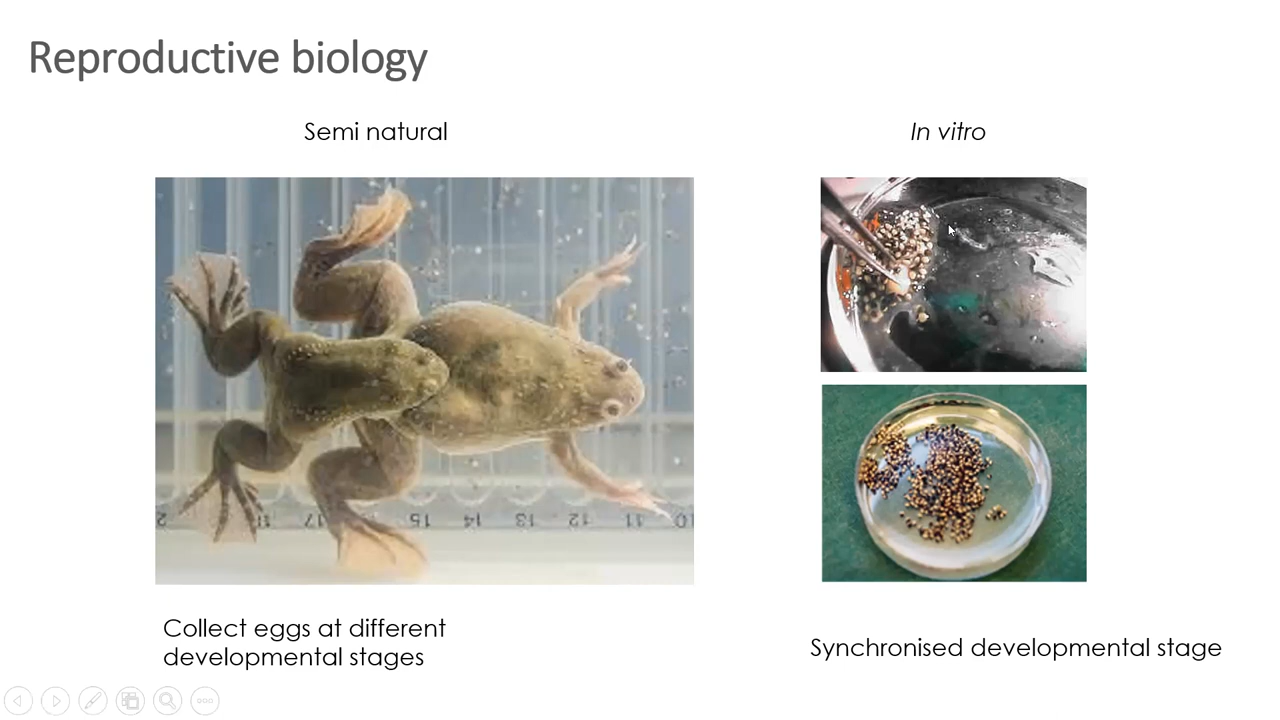 Reproductive biology
Semi natural
In vitro
Collect eggs at different
developmental stages
Synchronised developmental stage